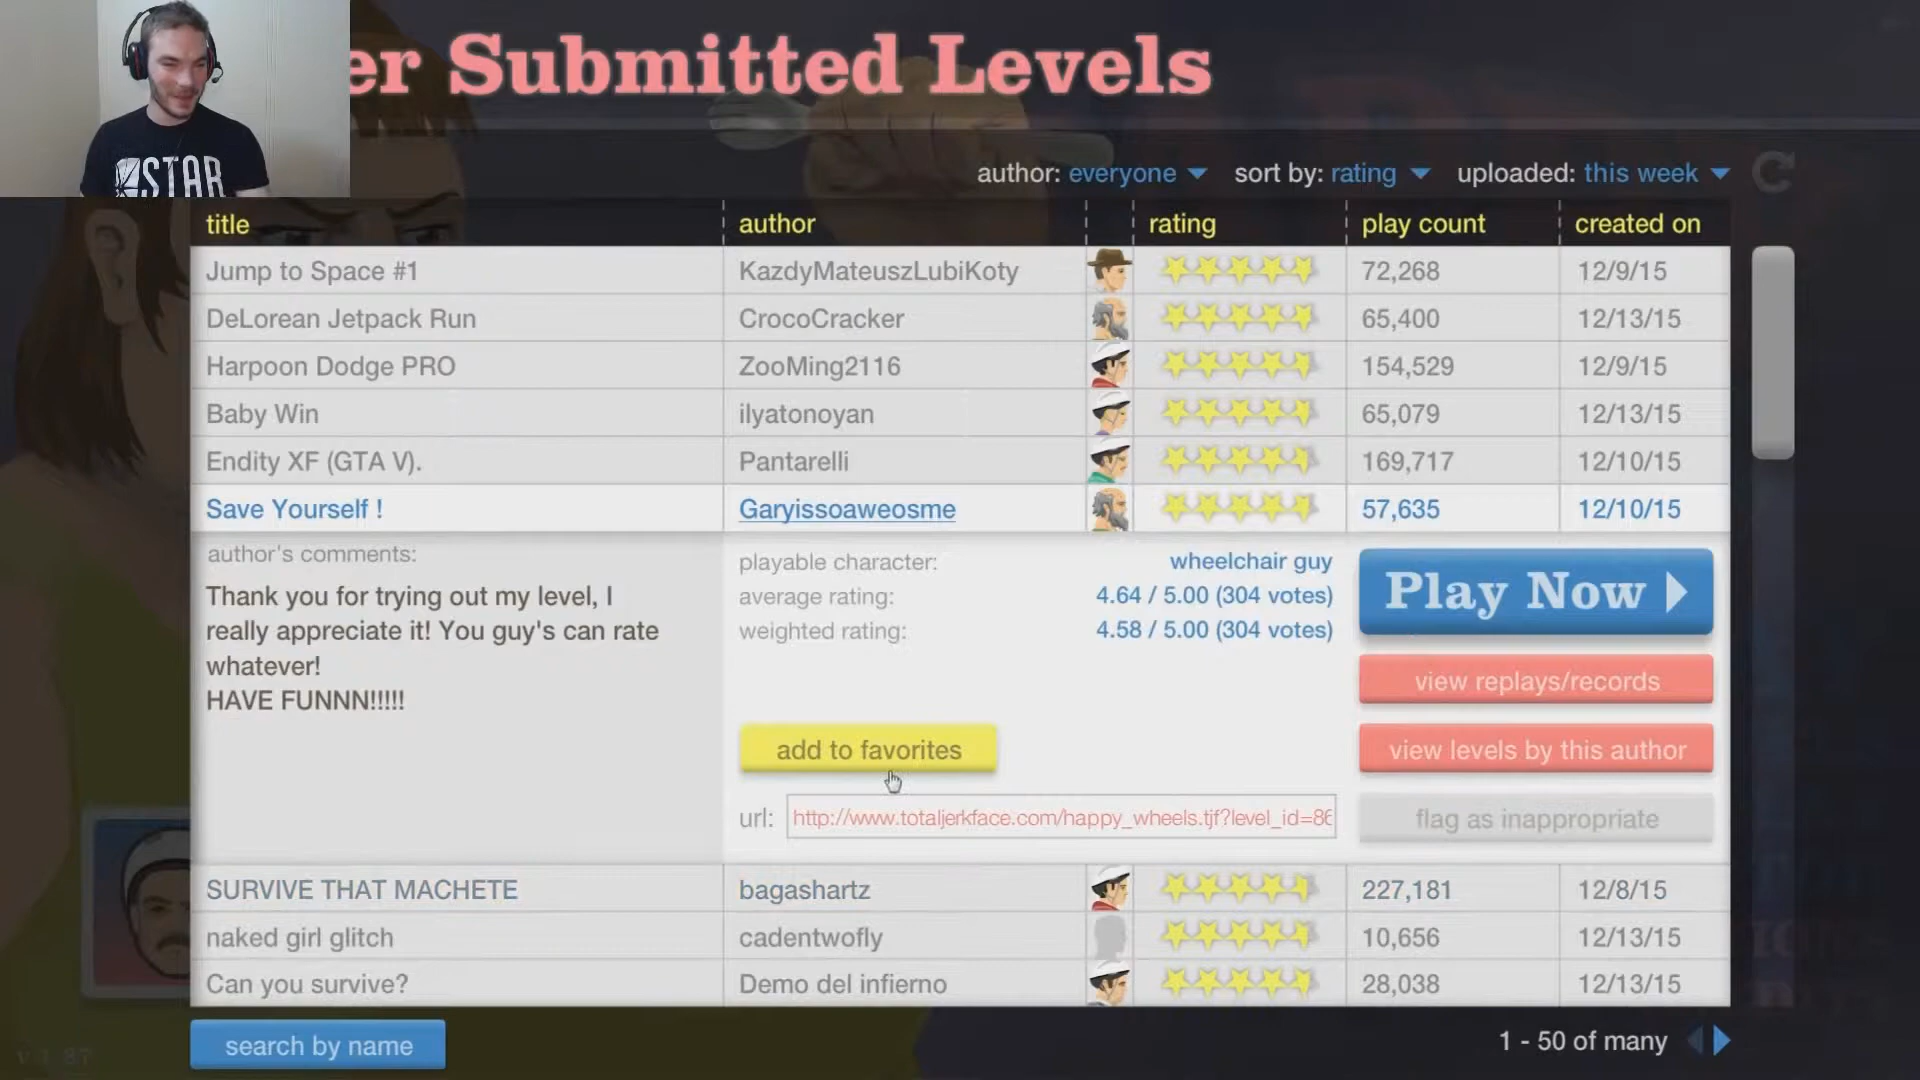 er Submitted Levels
STAR
author: everyone sort by: rating uploaded: this week
title author rating play count created on
Jump to Space #1 KazdyMateuszLubiKoty 72,268 12/9/15
DeLorean Jetpack Run CrocoCracker 65,400 12/13/15
Harpoon Dodge PRO ZooMing2116 154,529 12/9/15
Baby Win ilyatonoyan 65,079 12/13/15
Endity XF (GTA V). Pantarelli 169,717 12/10/15
Save Yourself ! Garyissoaweosme 57,635 12/10/15
author's comments:
Thank you for trying out my level, I
really appreciate it! You guy's can rate
whatever!
HAVE FUNNN!!!!!
playable character: wheelchair guy
average rating: 4.64 / 5.00 (304 votes)
weighted rating: 4.58 / 5.00 (304 votes)
add to favorites
url: http://www.totaljerkface.com/happy_wheels.tjf?level_id=86
Play Now
view replays/records
view levels by this author
flag as inappropriate
SURVIVE THAT MACHETE bagashartz 227,181 12/8/15
naked girl glitch cadentwofly 10,656 12/13/15
Can you survive? Demo del infierno 28,038 12/13/15
search by name 1 - 50 of many
v 1.87